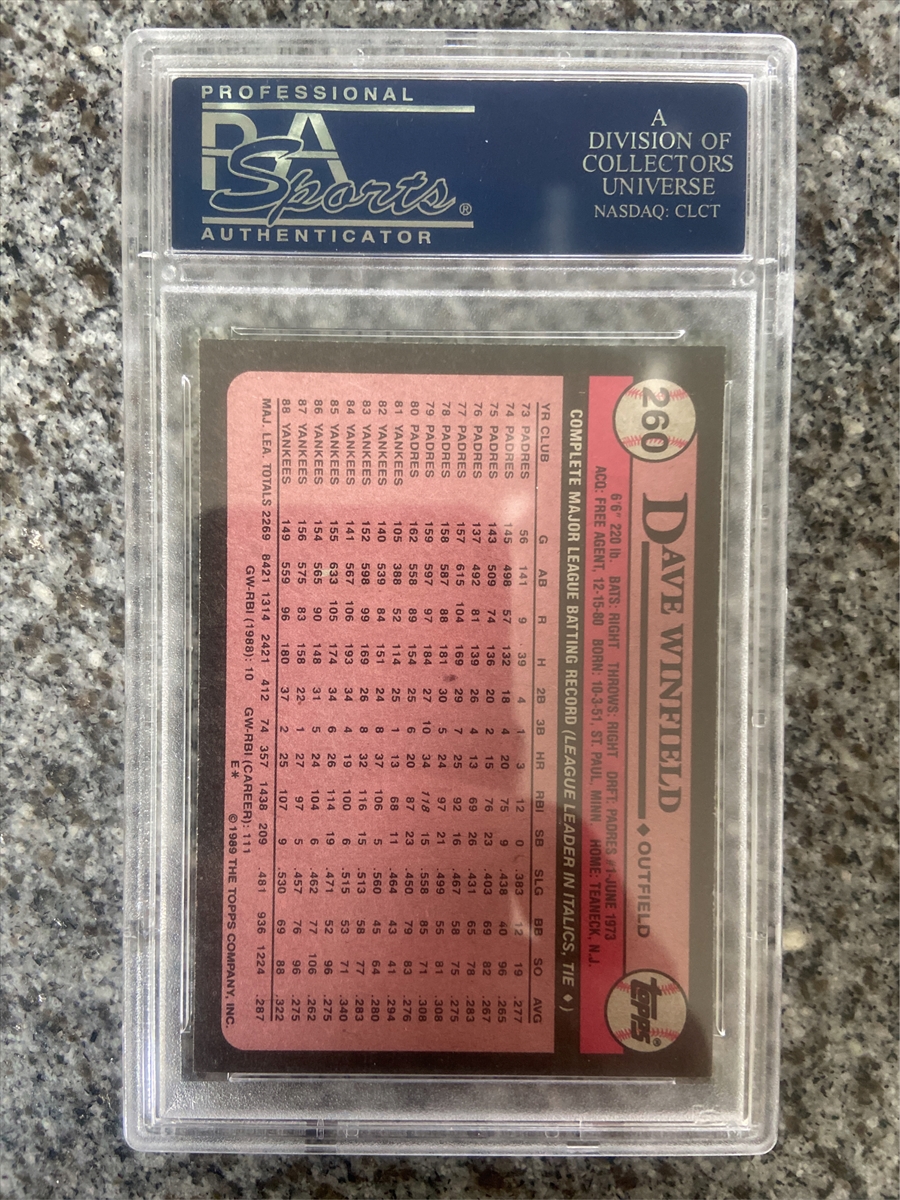 PROFESSIONAL
PSA
Sports®
AUTHENTICATOR
A
DIVISION OF
COLLECTORS
UNIVERSE
NASDAQ: CLCT
260
DAVE WINFIELD ♦ OUTFIELD
TOPPS®
6'6" 220 lb. BATS: RIGHT THROWS: RIGHT DRFT: PADRES #1-JUNE 1973
ACQ: FREE AGENT, 12-15-80 BORN: 10-3-51, ST. PAUL, MINN HOME: TEANECK, N.J.
COMPLETE MAJOR LEAGUE BATTING RECORD (LEAGUE LEADER IN ITALICS, TIE ♦)
YR CLUB G AB R H 2B 3B HR RBI SB SLG BB SO AVG
73 PADRES 56 141 9 39 4 1 3 12 0 .383 12 19 .277
74 PADRES 145 498 57 132 18 4 20 75 9 .438 40 96 .265
75 PADRES 143 509 74 136 20 2 15 76 23 .403 69 82 .267
76 PADRES 137 492 81 139 26 4 13 69 26 .431 65 78 .283
77 PADRES 157 615 104 169 29 7 25 92 16 .467 58 75 .275
78 PADRES 158 587 88 181 30 5 24 97 21 .499 55 81 .308
79 PADRES 159 597 97 184 27 10 34 118 15 .558 85 71 .308
80 PADRES 162 558 89 154 25 6 20 87 23 .450 79 83 .276
81 YANKEES 105 388 52 114 25 1 13 68 11 .464 43 41 .294
82 YANKEES 140 539 84 151 24 8 37 106 5 .560 45 64 .280
83 YANKEES 152 598 99 169 26 8 32 116 15 .513 58 77 .283
84 YANKEES 141 567 106 193 34 4 19 100 6 .515 53 71 .340
85 YANKEES 155 633 105 174 34 6 26 114 19 .471 52 96 .275
86 YANKEES 154 565 90 148 31 5 24 104 6 .462 77 106 .262
87 YANKEES 156 575 83 158 22 1 27 97 5 .457 76 96 .275
88 YANKEES 149 559 96 180 37 2 25 107 9 .530 69 88 .322
MAJ. LEA. TOTALS 2269 8421 1314 2421 412 74 357 1438 209 .481 936 1224 .287
GW-RBI (1988): 10 GW-RBI (CAREER): 111
E* ©1989 THE TOPPS COMPANY, INC.